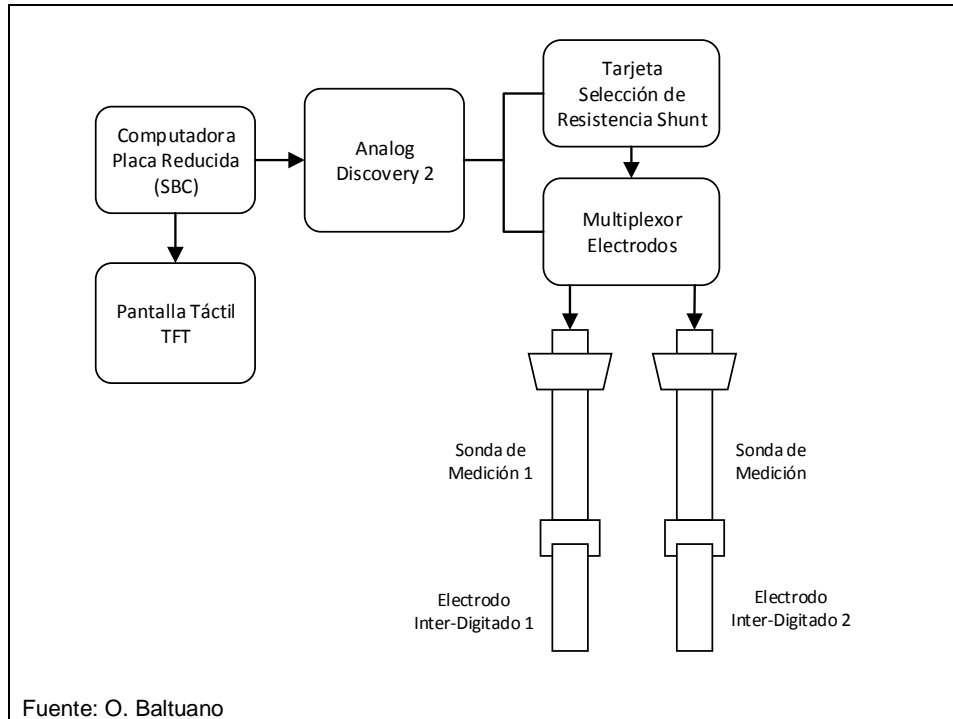 Computadora
Placa Reducida
(SBC)
Analog
Discovery 2
Tarjeta
Selección de
Resistencia Shunt
Multiplexor
Electrodos
Pantalla Táctil
TFT
Sonda de
Medición 1
Sonda de
Medición
Electrodo
Inter-Digitado 1
Electrodo
Inter-Digitado 2
Fuente: O. Baltuano